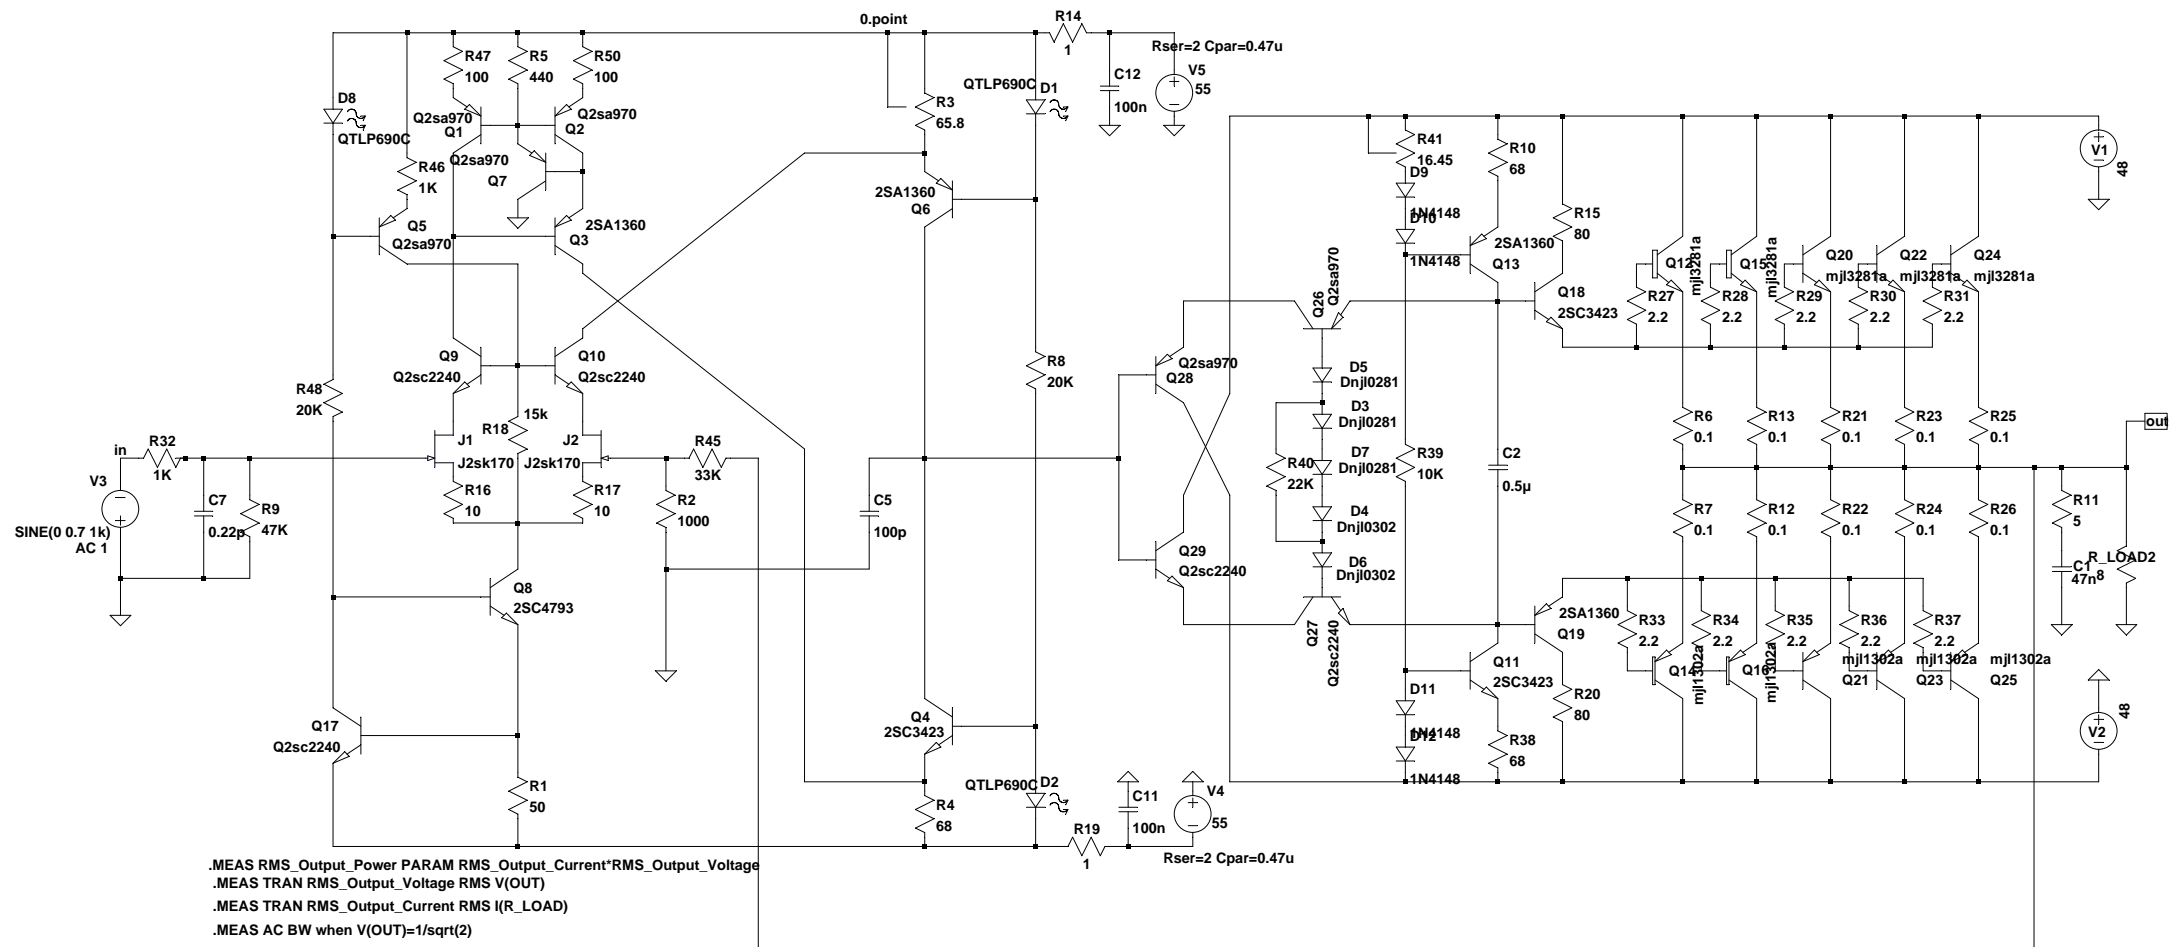 0.point
R14
1
Rser=2 Cpar=0.47u
V5
55
C12
100n
R47
100
R5
440
R50
100
D8
QTLP690C
Q2sa970
Q1
Q2sa970
Q2
Q2sa970
Q7
R46
1K
Q5
Q2sa970
2SA1360
Q3
R3
65.8
QTLP690C
D1
2SA1360
Q6
R41
16.45
D9
1N4148
D10
1N4148
R10
68
2SA1360
Q13
R15
80
Q18
2SC3423
V1
48
Q12
mjl3281a
Q15
mjl3281a
Q20
mjl3281a
Q22
mjl3281a
Q24
mjl3281a
R27
2.2
R28
2.2
R29
2.2
R30
2.2
R31
2.2
Q26
Q2sa970
Q2sa970
Q28
D5
Dnjl0281
D3
Dnjl0281
D7
Dnjl0281
D4
Dnjl0302
D6
Dnjl0302
R40
22K
R39
10K
C2
0.5µ
Q9
Q2sc2240
Q10
Q2sc2240
R48
20K
15k
R18
R8
20K
in
R32
1K
V3
SINE(0 0.7 1k)
AC 1
C7
0.22p
R9
47K
J1
J2sk170
J2
J2sk170
R45
33K
R16
10
R17
10
R2
1000
C5
100p
Q29
Q2sc2240
R6
0.1
R13
0.1
R21
0.1
R23
0.1
R25
0.1
out
R7
0.1
R12
0.1
R22
0.1
R24
0.1
R26
0.1
R11
5
C1
47n
R_LOAD2
8
Q8
2SC4793
Q27
Q2sc2240
2SA1360
Q19
R33
2.2
R34
2.2
R35
2.2
R36
2.2
R37
2.2
Q14
mjl1302a
Q16
mjl1302a
mjl1302a
Q21
mjl1302a
Q23
mjl1302a
Q25
Q11
2SC3423
D11
1N4148
D12
1N4148
R38
68
R20
80
V2
48
Q17
Q2sc2240
R1
50
Q4
2SC3423
R4
68
QTLP690C
D2
R19
1
C11
100n
V4
55
Rser=2 Cpar=0.47u
.MEAS RMS_Output_Power PARAM RMS_Output_Current*RMS_Output_Voltage
.MEAS TRAN RMS_Output_Voltage RMS V(OUT)
.MEAS TRAN RMS_Output_Current RMS I(R_LOAD)
.MEAS AC BW when V(OUT)=1/sqrt(2)